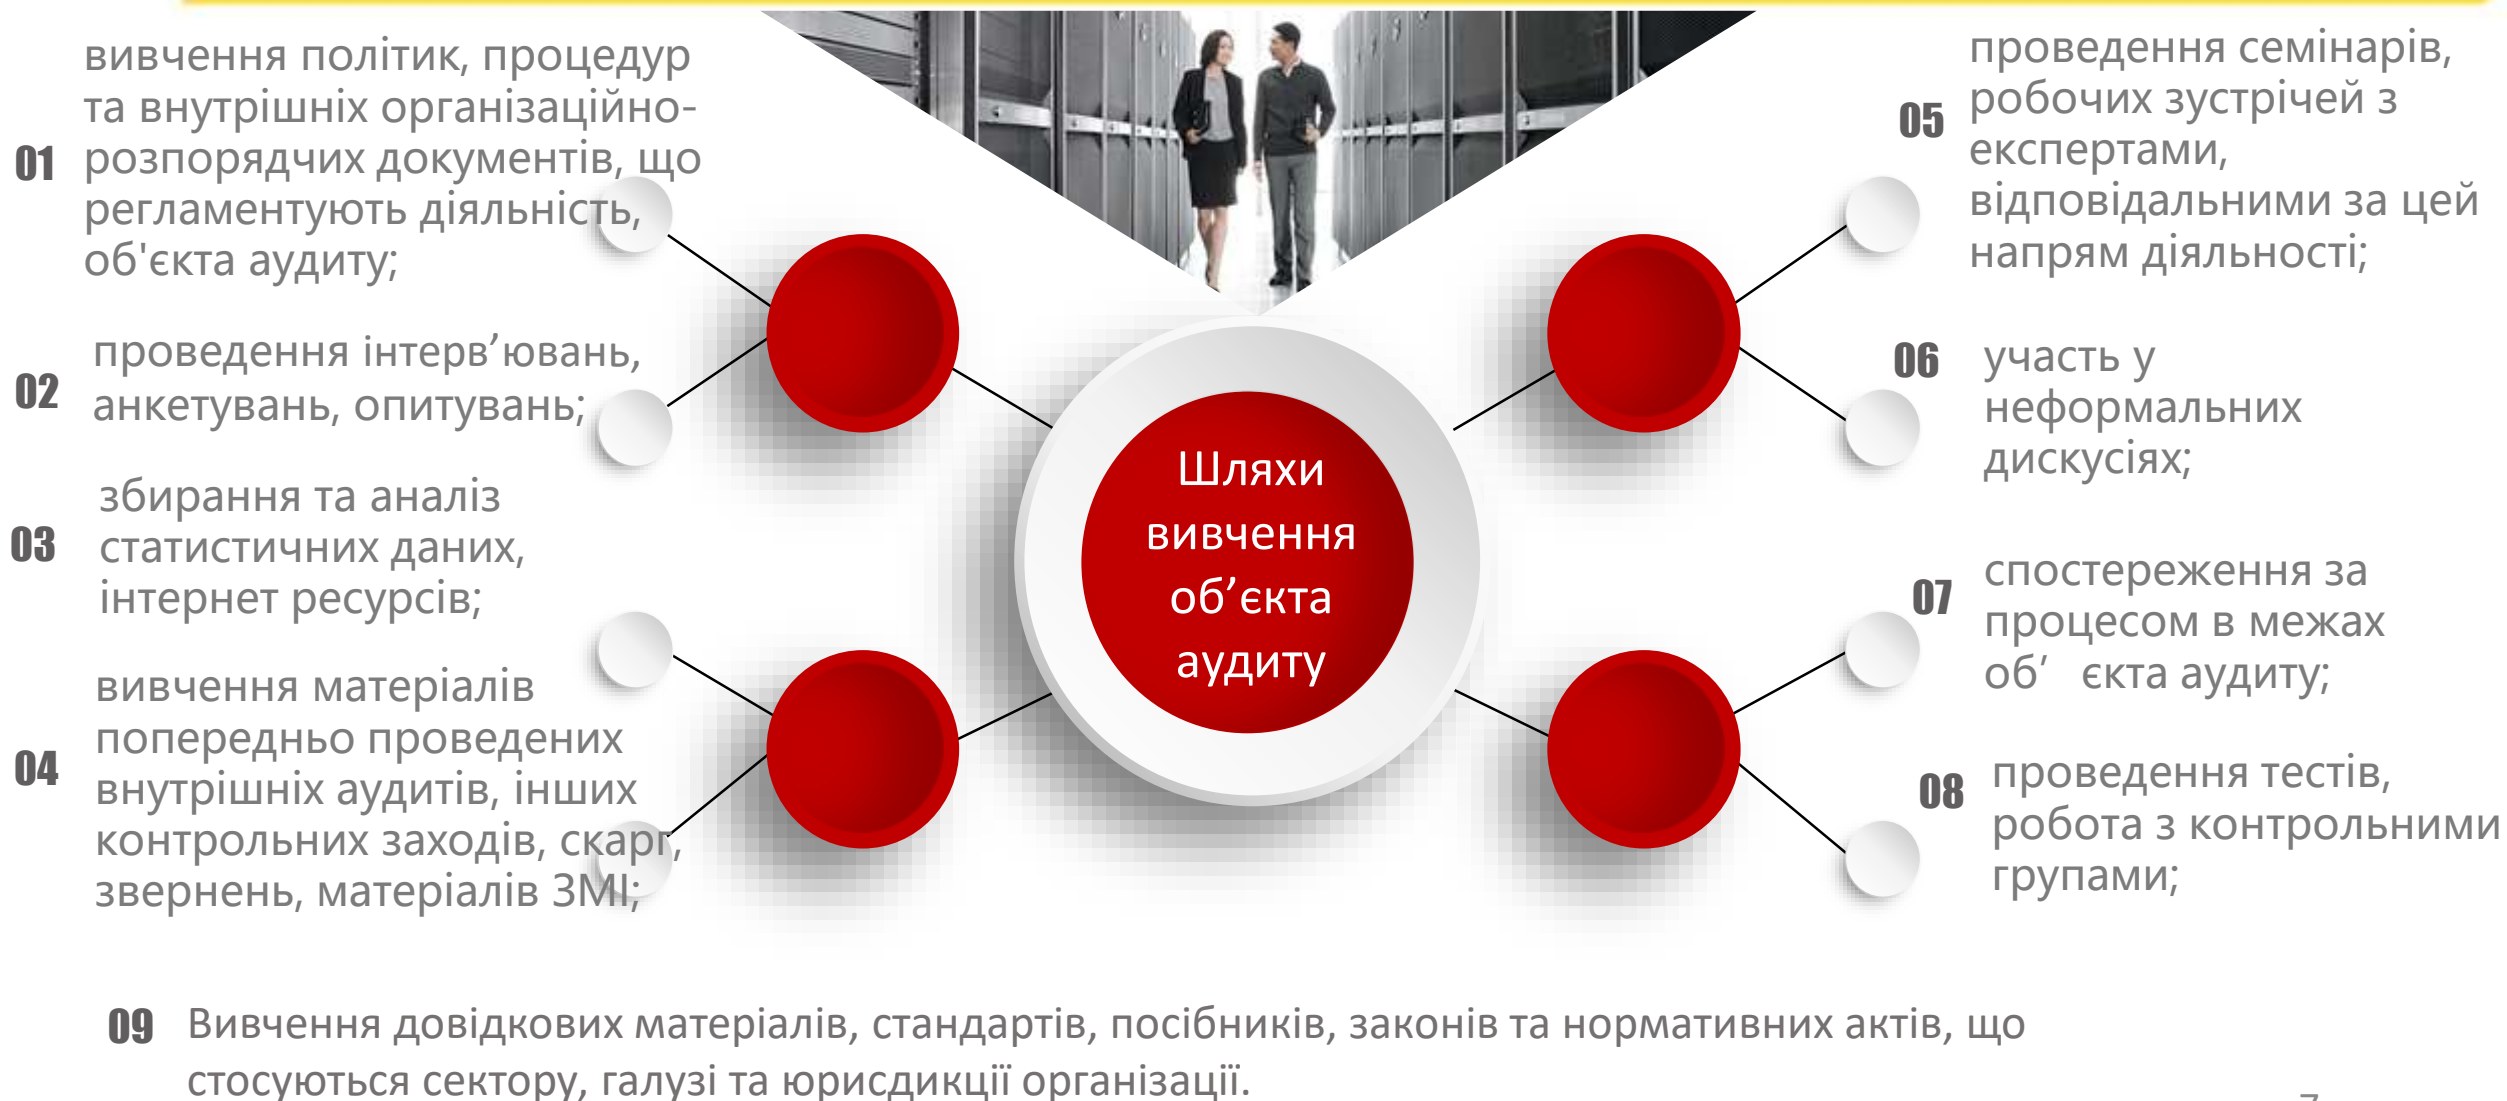 01
вивчення політик, процедур
та внутрішніх організаційно-
розпорядчих документів, що
регламентують діяльність,
об'єкта аудиту;
02
проведення інтерв’ювань,
анкетувань, опитувань;
03
збирання та аналіз
статистичних даних,
інтернет ресурсів;
04
вивчення матеріалів
попередньо проведених
внутрішніх аудитів, інших
контрольних заходів, скарг,
звернень, матеріалів ЗМІ;
Шляхи
вивчення
об’єкта
аудиту
05
проведення семінарів,
робочих зустрічей з
експертами,
відповідальними за цей
напрям діяльності;
06
участь у
неформальних
дискусіях;
07
спостереження за
процесом в межах
об’ єкта аудиту;
08
проведення тестів,
робота з контрольними
групами;
09
Вивчення довідкових матеріалів, стандартів, посібників, законів та нормативних актів, що
стосуються сектору, галузі та юрисдикції організації.
7